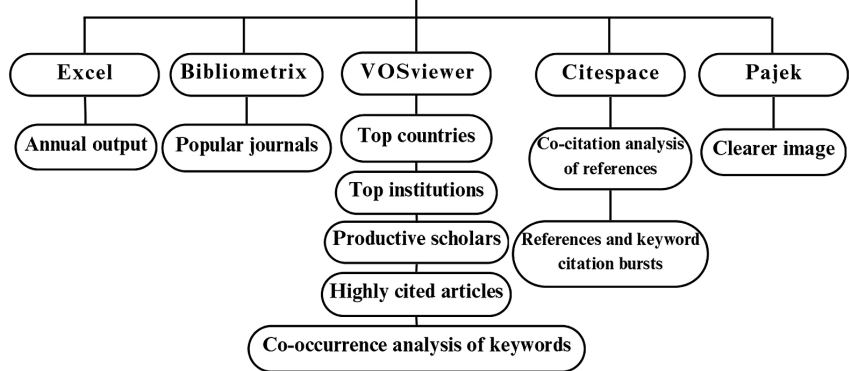 Excel
Bibliometrix
VOSviewer
Citespace
Pajek
Annual output
Popular journals
Top countries
Top institutions
Productive scholars
Highly cited articles
Co-occurrence analysis of keywords
Co-citation analysis
of references
References and keyword
citation bursts
Clearer image